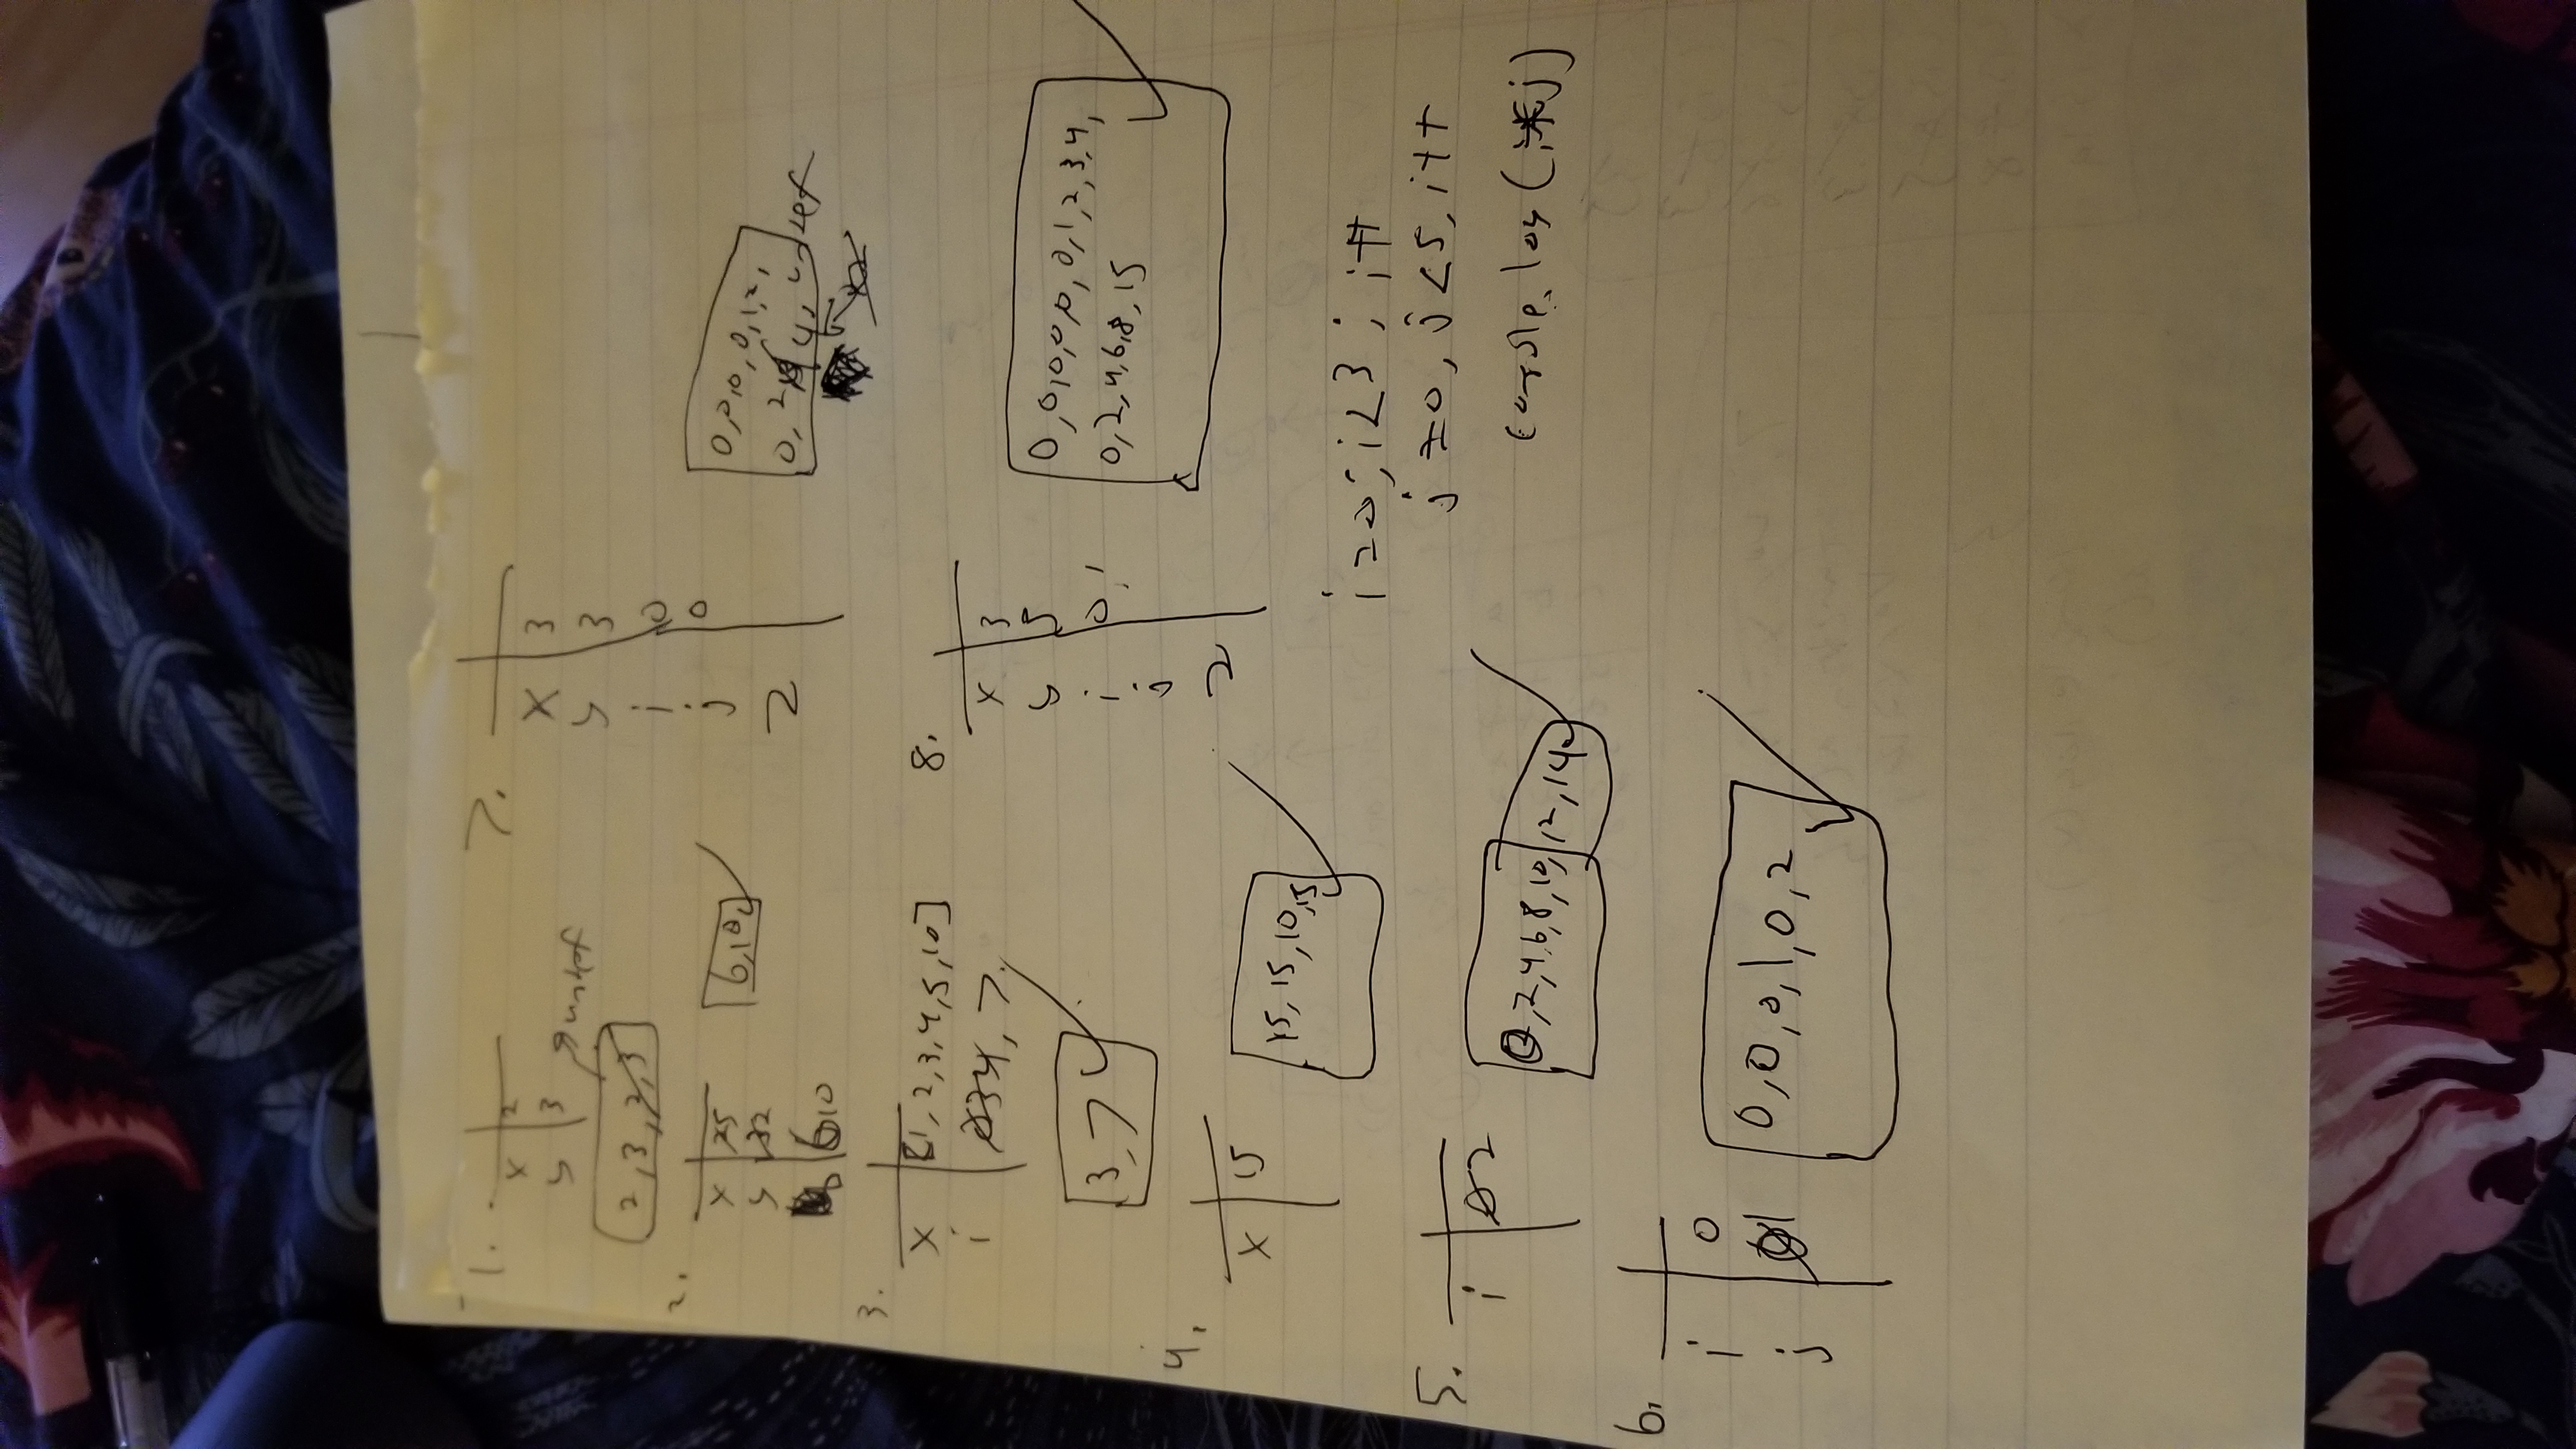 1.
x 2
y 3
undef
2, 3, 2, 3
2.
x 25
y 32
6 10
6, 10
3.
x [1, 2, 3, 4, 5, 10]
i 0 3 4, 7
3, 7
4.
x 15
15, 15, 10, 15
5.
i 0 2
0, 2, 4, 6, 8, 10, 12, 14
6.
i 0
j 0 1
0, 0, 0, 1, 0, 2
7.
x 3
y 3
i 0
j 0
z
0, 0, 0, 0, 1, 2,
0, 2, 4, undef
8.
x 3
y 5
i 0, 1
j
z
0, 0, 0, 0, 0, 0, 1, 2, 3, 4,
0, 2, 4, 6, 8, 15
i = 0; i < 3; i++
j = 0, j < 5, i++
console.log(i*j)